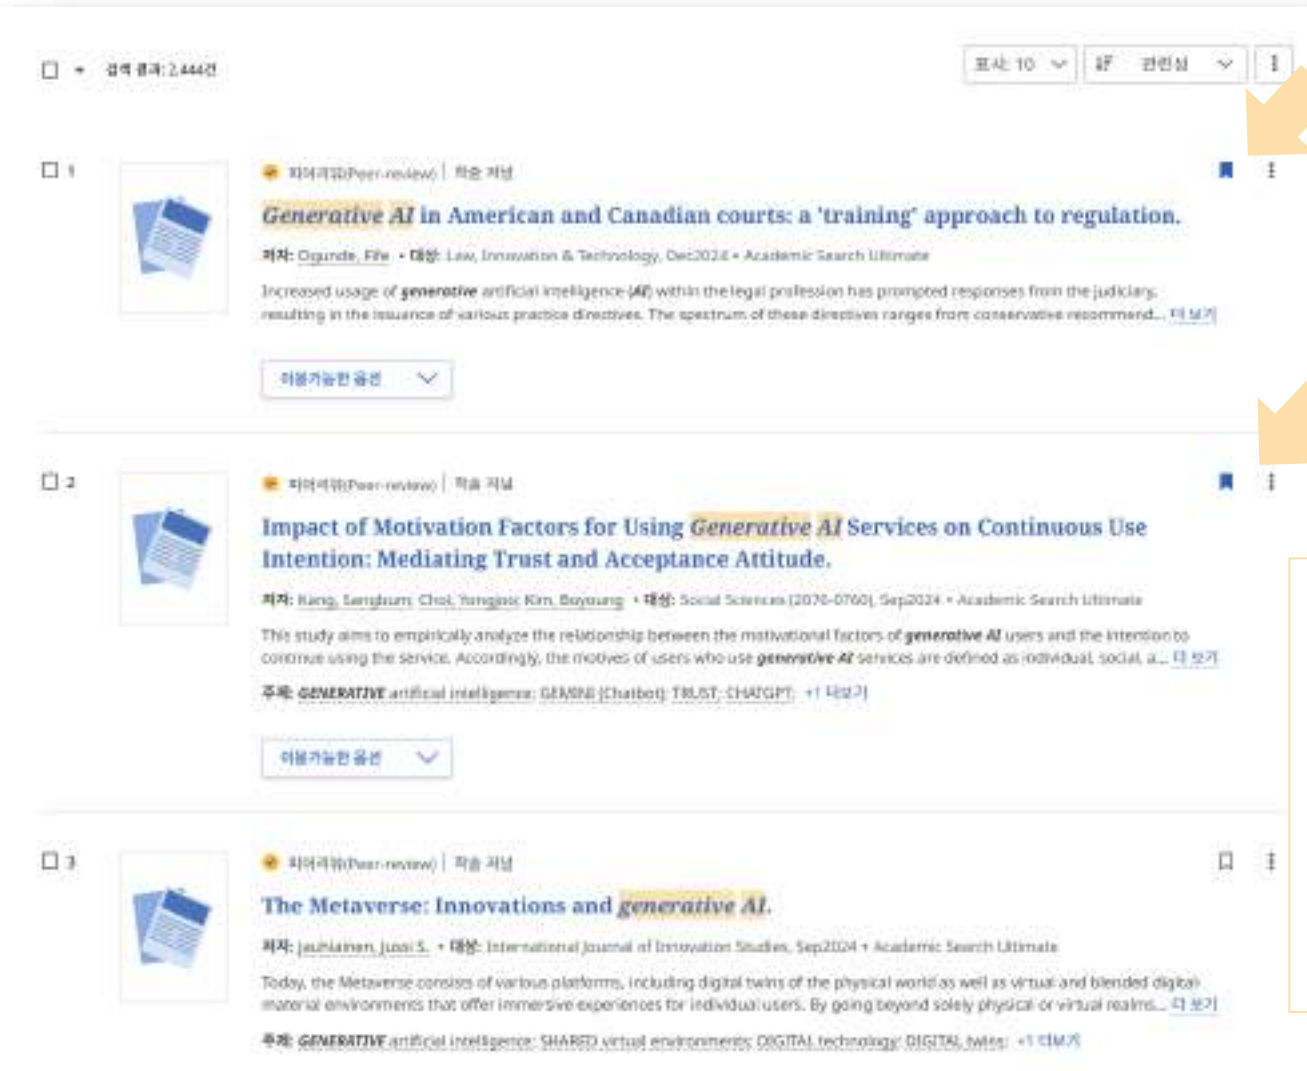 검색 결과: 2,444건
표시: 10
관련성
1
피어리뷰(Peer-review) | 학술 저널
Generative AI in American and Canadian courts: a 'training' approach to regulation.
저자: Ogunde, Fife • 대상: Law, Innovation & Technology, Dec2024 • Academic Search Ultimate
Increased usage of generative artificial intelligence (AI) within the legal profession has prompted responses from the judiciary,
resulting in the issuance of various practice directives. The spectrum of these directives ranges from conservative recommend... 더 보기
이용가능한 옵션
2
피어리뷰(Peer-review) | 학술 저널
Impact of Motivation Factors for Using Generative AI Services on Continuous Use
Intention: Mediating Trust and Acceptance Attitude.
저자: Kang, Sangbum; Choi, Yongjoo; Kim, Boyoung • 대상: Social Sciences (2076-0760), Sep2024 • Academic Search Ultimate
This study aims to empirically analyze the relationship between the motivational factors of generative AI users and the intention to
continue using the service. Accordingly, the motives of users who use generative AI services are defined as individual, social, a... 더 보기
주제: GENERATIVE artificial intelligence; GEMINI (Chatbot); TRUST; CHATGPT; +1 더보기
이용가능한 옵션
3
피어리뷰(Peer-review) | 학술 저널
The Metaverse: Innovations and generative AI.
저자: Jauhiainen, Jussi S. • 대상: International Journal of Innovation Studies, Sep2024 • Academic Search Ultimate
Today, the Metaverse consists of various platforms, including digital twins of the physical world as well as virtual and blended digital-
material environments that offer immersive experiences for individual users. By going beyond solely physical or virtual realms... 더 보기
주제: GENERATIVE artificial intelligence; SHARED virtual environments; DIGITAL technology; DIGITAL twins; +1 더보기